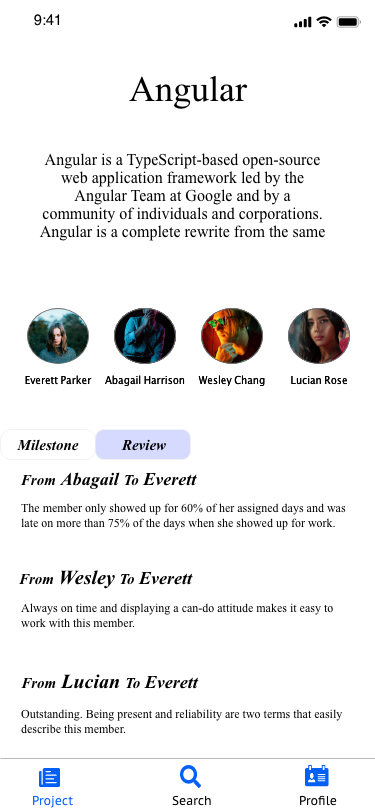 9:41
Angular
Angular is a TypeScript-based open-source
web application framework led by the
Angular Team at Google and by a
community of individuals and corporations.
Angular is a complete rewrite from the same
Everett Parker Abagail Harrison Wesley Chang Lucian Rose
Milestone Review
From Abagail To Everett
The member only showed up for 60% of her assigned days and was
late on more than 75% of the days when she showed up for work.
From Wesley To Everett
Always on time and displaying a can-do attitude makes it easy to
work with this member.
From Lucian To Everett
Outstanding. Being present and reliability are two terms that easily
describe this member.
Project Search Profile